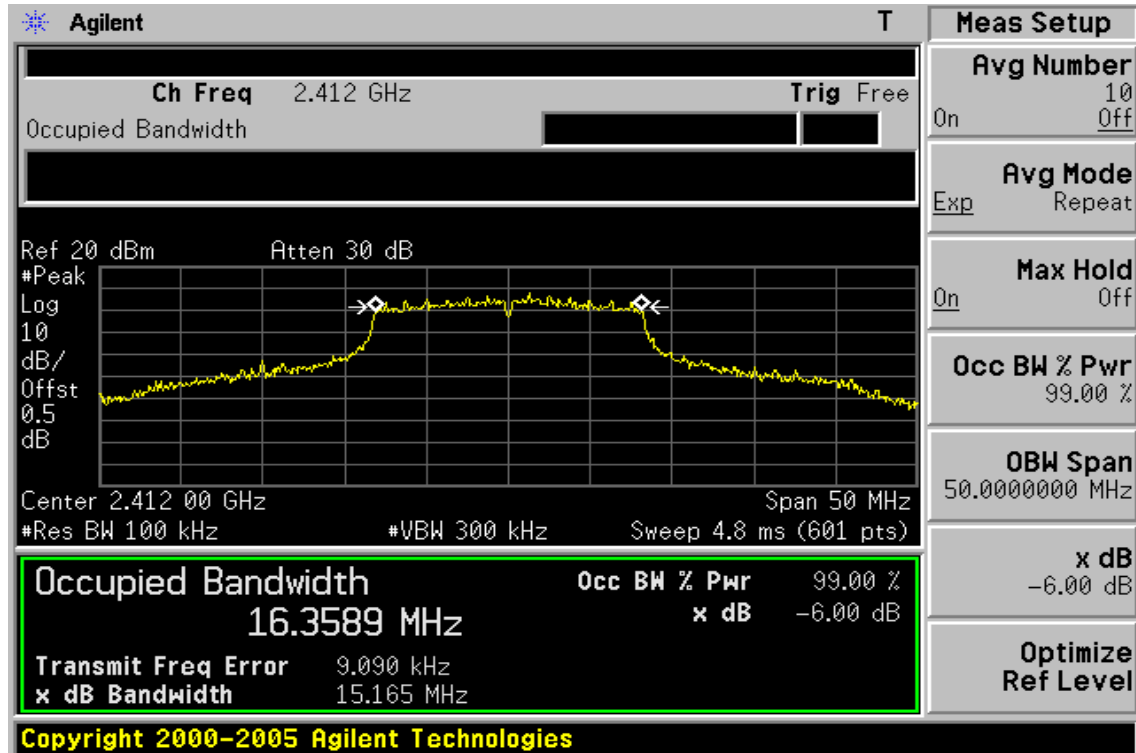 Agilent T
Ch Freq 2.412 GHz Trig Free
Occupied Bandwidth
Ref 20 dBm Atten 30 dB
#Peak
Log
10
dB/
Offst
0.5
dB
Center 2.412 00 GHz Span 50 MHz
#Res BW 100 kHz #VBW 300 kHz Sweep 4.8 ms (601 pts)
Occupied Bandwidth
16.3589 MHz
Occ BW % Pwr 99.00 %
x dB -6.00 dB
Transmit Freq Error 9.090 kHz
x dB Bandwidth 15.165 MHz
Copyright 2000-2005 Agilent Technologies
Meas Setup
Avg Number
10
On Off
Avg Mode
Exp Repeat
Max Hold
On Off
Occ BW % Pwr
99.00 %
OBW Span
50.0000000 MHz
x dB
-6.00 dB
Optimize
Ref Level